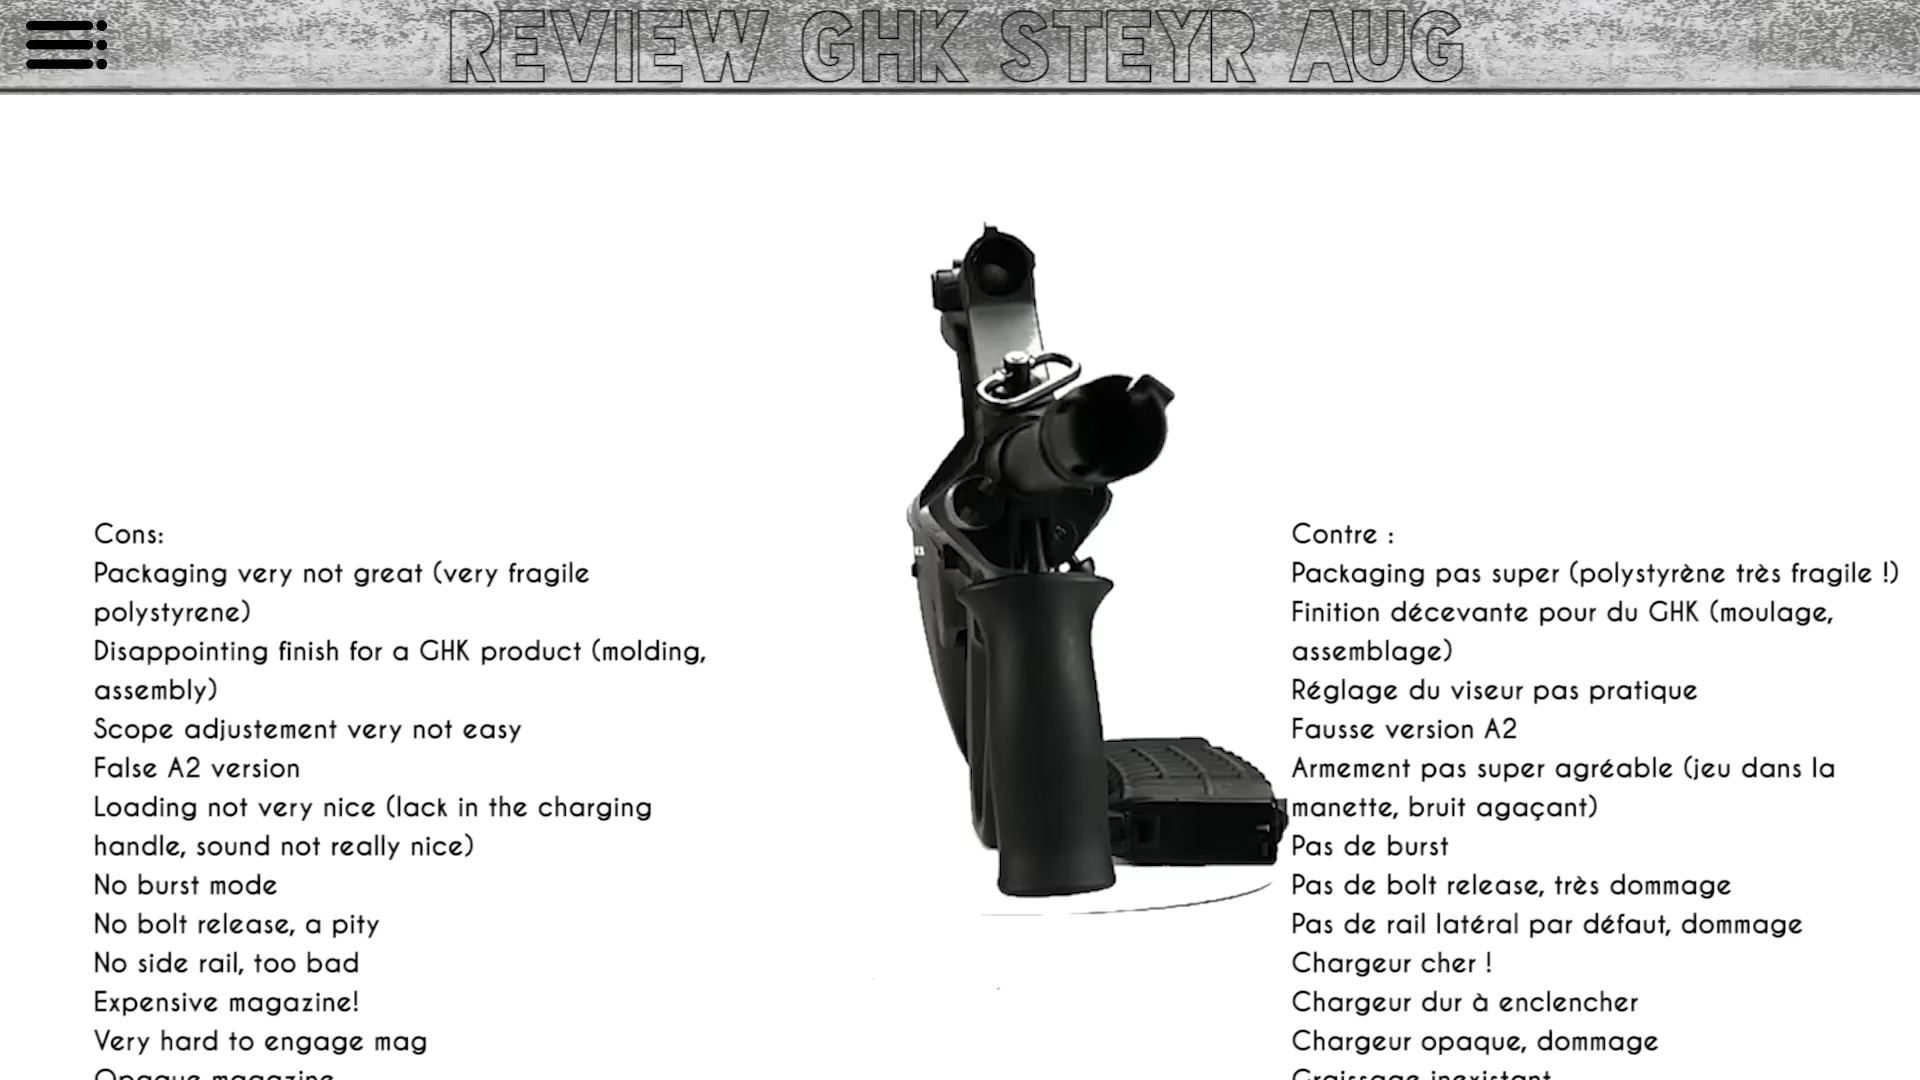 REVIEW GHK STEYR AUG
Cons:
Packaging very not great (very fragile
polystyrene)
Disappointing finish for a GHK product (molding,
assembly)
Scope adjustement very not easy
False A2 version
Loading not very nice (lack in the charging
handle, sound not really nice)
No burst mode
No bolt release, a pity
No side rail, too bad
Expensive magazine!
Very hard to engage mag
Opaque magazine
Contre :
Packaging pas super (polystyrène très fragile !)
Finition décevante pour du GHK (moulage,
assemblage)
Réglage du viseur pas pratique
Fausse version A2
Armement pas super agréable (jeu dans la
manette, bruit agaçant)
Pas de burst
Pas de bolt release, très dommage
Pas de rail latéral par défaut, dommage
Chargeur cher !
Chargeur dur à enclencher
Chargeur opaque, dommage
Graissage inexistant